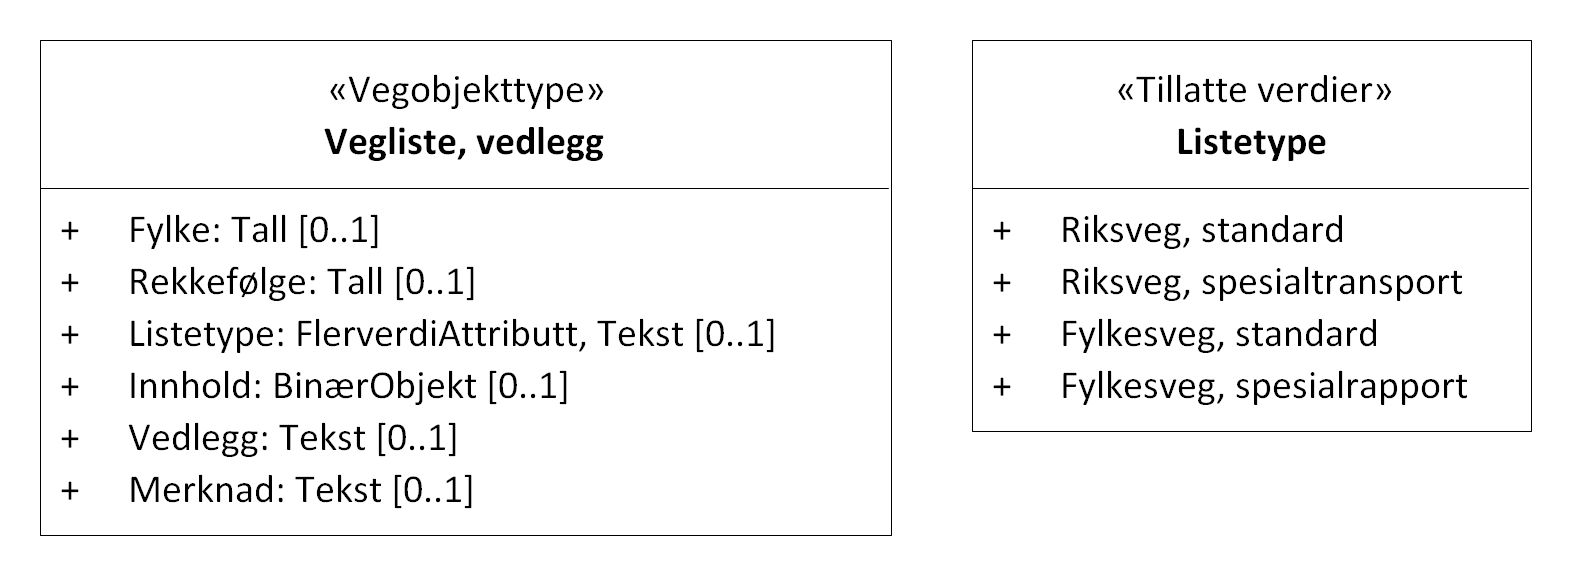 «Vegobjekttype»
Vegliste, vedlegg
+ Fylke: Tall [0..1]
+ Rekkefølge: Tall [0..1]
+ Listetype: FlerverdiAttributt, Tekst [0..1]
+ Innhold: BinærObjekt [0..1]
+ Vedlegg: Tekst [0..1]
+ Merknad: Tekst [0..1]
«Tillatte verdier»
Listetype
+ Riksveg, standard
+ Riksveg, spesialtransport
+ Fylkesveg, standard
+ Fylkesveg, spesialrapport